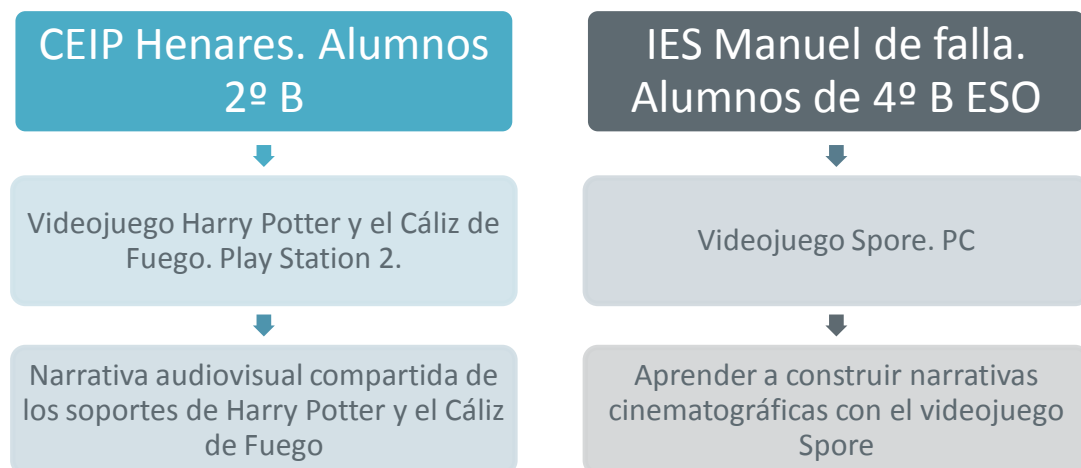 CEIP Henares. Alumnos
2º B
Videojuego Harry Potter y el Cáliz de
Fuego. Play Station 2.
Narrativa audiovisual compartida de
los soportes de Harry Potter y el Cáliz
de Fuego
IES Manuel de falla.
Alumnos de 4º B ESO
Videojuego Spore. PC
Aprender a construir narrativas
cinematográficas con el videojuego
Spore